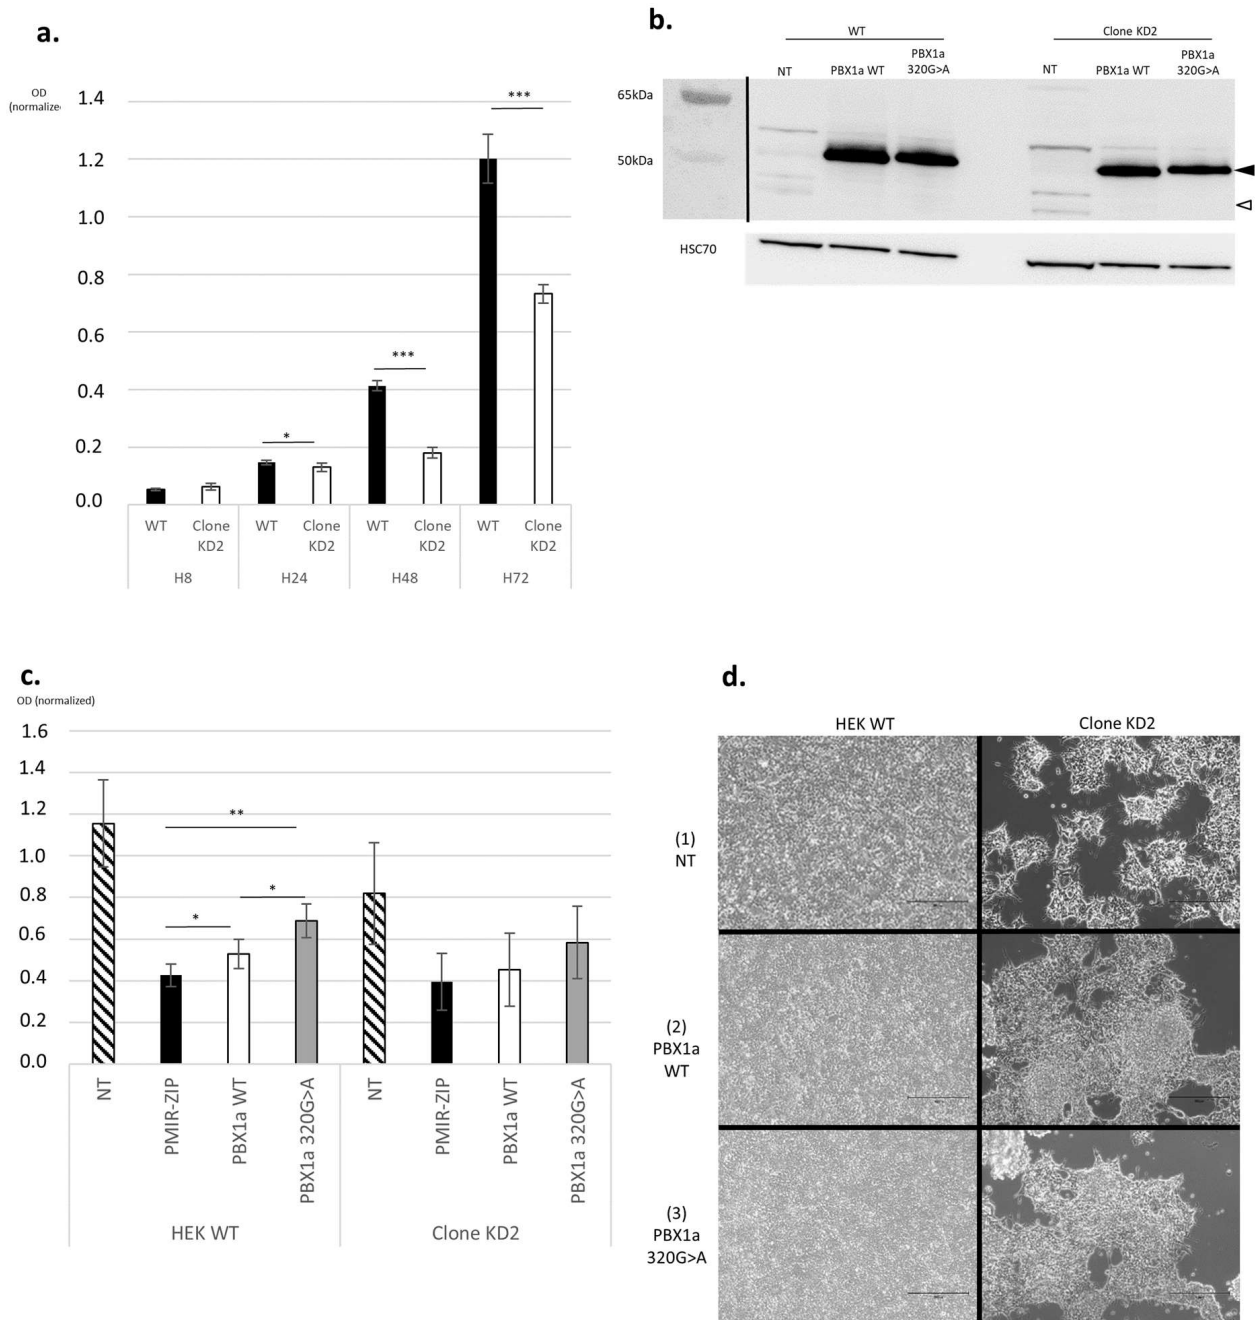 a.
OD
(normalize
1.4
1.2
1.0
0.8
0.6
0.4
0.2
0.0
***
***
*
WT
Clone
KD2
WT
Clone
KD2
WT
Clone
KD2
WT
Clone
KD2
H8
H24
H48
H72
b.
WT
Clone KD2
NT
PBX1a WT
PBX1a
320G>A
NT
PBX1a WT
PBX1a
320G>A
65kDa
50kDa
HSC70
c.
OD (normalized)
1.6
1.4
1.2
1.0
0.8
0.6
0.4
0.2
0.0
**
*
*
NT
PMIR-ZIP
PBX1a WT
PBX1a 320G>A
NT
PMIR-ZIP
PBX1a WT
PBX1a 320G>A
HEK WT
Clone KD2
d.
HEK WT
Clone KD2
(1)
NT
(2)
PBX1a
WT
(3)
PBX1a
320G>A